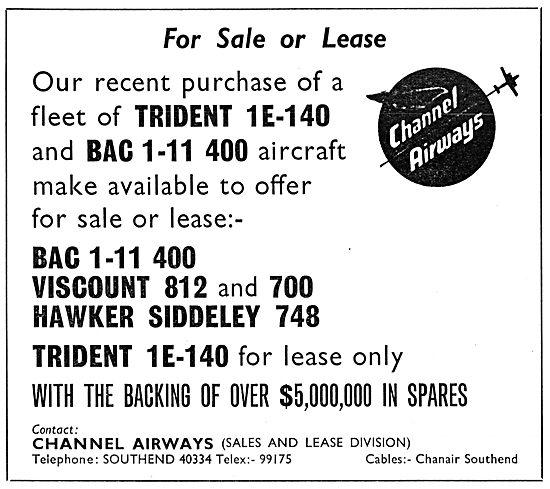 For Sale or Lease
Our recent purchase of a
fleet of TRIDENT 1E-140
and BAC 1-11 400 aircraft
make available to offer
for sale or lease:-
Channel
Airways
BAC 1-11 400
VISCOUNT 812 and 700
HAWKER SIDDELEY 748
TRIDENT 1E-140 for lease only
WITH THE BACKING OF OVER $5,000,000 IN SPARES
Contact:
CHANNEL AIRWAYS (SALES AND LEASE DIVISION)
Telephone: SOUTHEND 40334 Telex:- 99175 Cables:- Chanair Southend